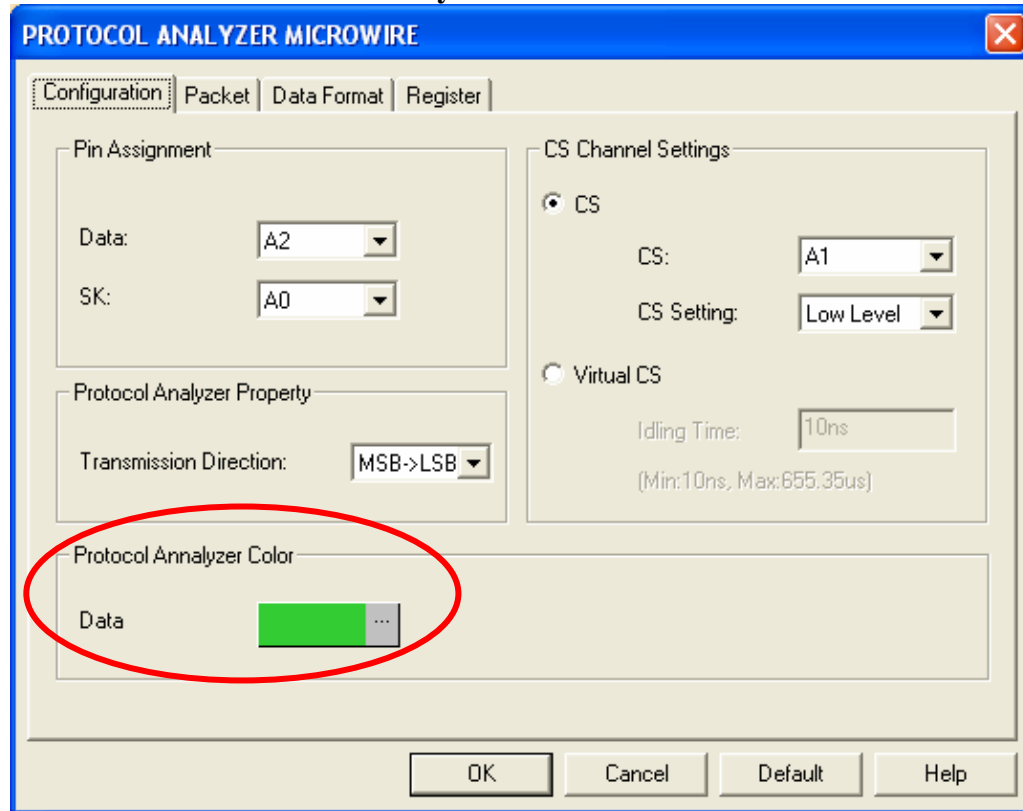 PROTOCOL ANALYZER MICROWIRE
Configuration Packet Data Format Register
Pin Assignment
Data: A2
SK: A0
CS Channel Settings
CS
CS: A1
CS Setting: Low Level
Virtual CS
Idling Time: 10ns
(Min:10ns, Max:655.35us)
Protocol Analyzer Property
Transmission Direction: MSB->LSB
Protocol Annalyzer Color
Data ...
OK Cancel Default Help